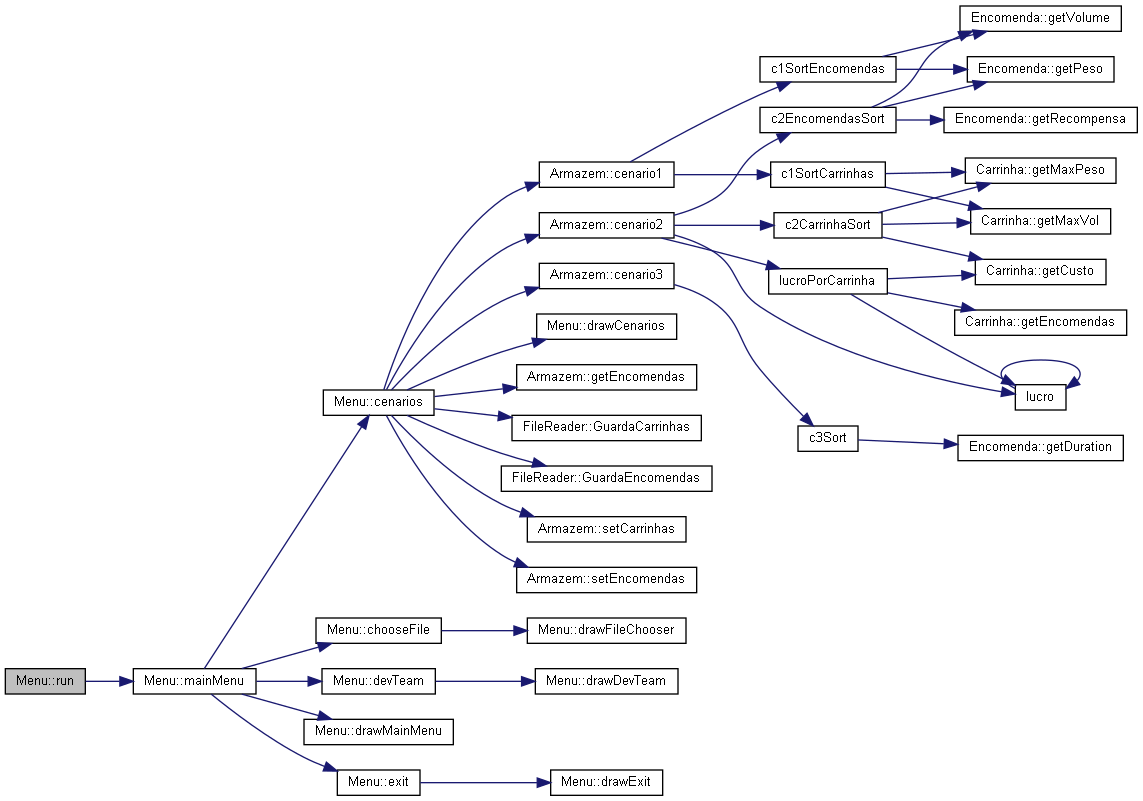 Encomenda::getVolume
c1SortEncomendas
Encomenda::getPeso
c2EncomendasSort
Encomenda::getRecompensa
Armazem::cenario1
c1SortCarrinhas
Carrinha::getMaxPeso
Armazem::cenario2
c2CarrinhaSort
Carrinha::getMaxVol
Armazem::cenario3
lucroPorCarrinha
Carrinha::getCusto
Menu::drawCenarios
Carrinha::getEncomendas
Armazem::getEncomendas
Menu::cenarios
lucro
FileReader::GuardaCarrinhas
c3Sort
Encomenda::getDuration
FileReader::GuardaEncomendas
Armazem::setCarrinhas
Armazem::setEncomendas
Menu::chooseFile
Menu::drawFileChooser
Menu::run
Menu::mainMenu
Menu::devTeam
Menu::drawDevTeam
Menu::drawMainMenu
Menu::exit
Menu::drawExit